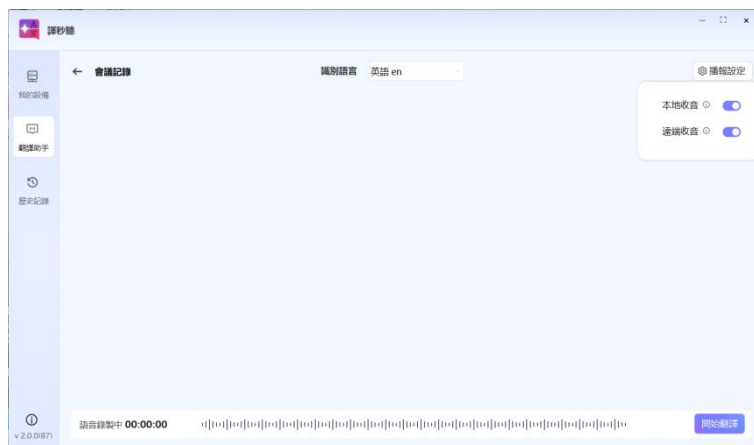 譯秒聽
我的設備
翻譯助手
歷史記錄
v 2.0.0(87)
← 會議記錄
識別語言 英語 en
播報設定
本地收音
遠端收音
語音錄製中 00:00:00
開始翻譯